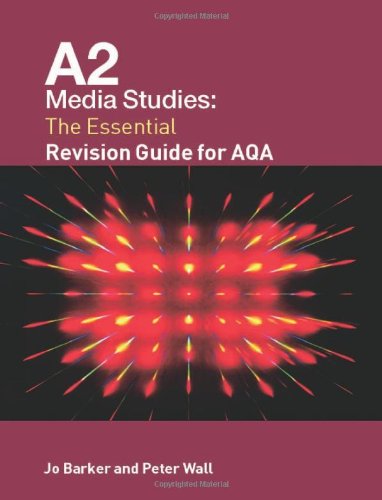 Copyrighted Material
A2
Media Studies:
The Essential
Revision Guide for AQA
Jo Barker and Peter Wall
Copyrighted Material